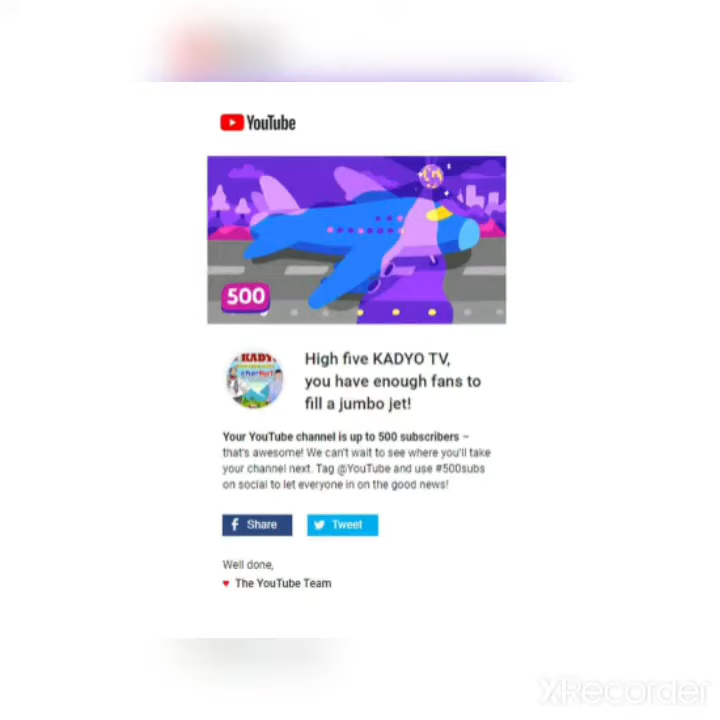 YouTube
500
High five KADYO TV,
you have enough fans to
fill a jumbo jet!
Your YouTube channel is up to 500 subscribers –
that's awesome! We can't wait to see where you'll take
your channel next. Tag @YouTube and use #500subs
on social to let everyone in on the good news!
Share
Tweet
Well done,
The YouTube Team
XRecorder